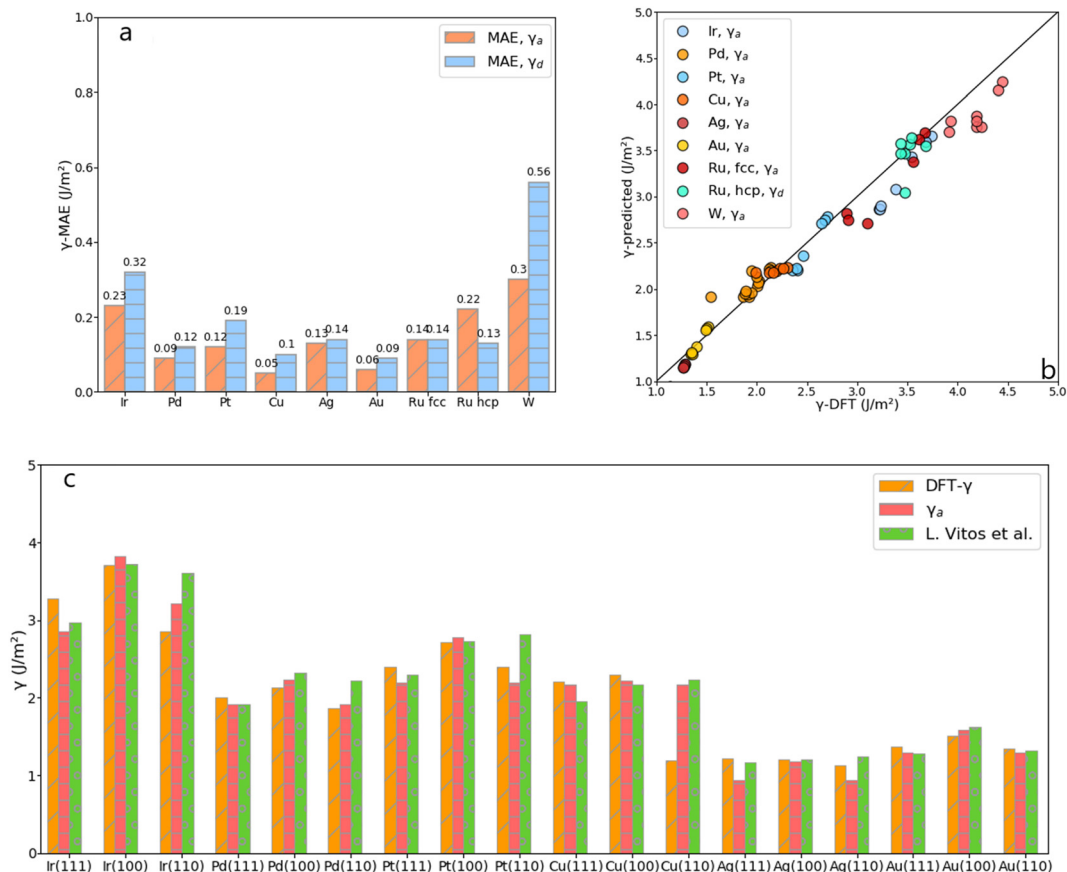 a
γ-MAE (J/m²)
1.0
0.8
0.6
0.4
0.2
0.0
MAE, γₐ
MAE, γ_d
0.23
0.32
0.09
0.12
0.12
0.19
0.05
0.1
0.13
0.14
0.06
0.09
0.14
0.14
0.22
0.13
0.3
0.56
Ir
Pd
Pt
Cu
Ag
Au
Ru fcc
Ru hcp
W
b
γ-predicted (J/m²)
5.0
4.5
4.0
3.5
3.0
2.5
2.0
1.5
1.0
Ir, γₐ
Pd, γₐ
Pt, γₐ
Cu, γₐ
Ag, γₐ
Au, γₐ
Ru, fcc, γₐ
Ru, hcp, γ_d
W, γₐ
1.0 1.5 2.0 2.5 3.0 3.5 4.0 4.5 5.0
γ-DFT (J/m²)
c
γ (J/m²)
5
4
3
2
1
0
DFT-γ
γₐ
L. Vitos et al.
Ir(111) Ir(100) Ir(110) Pd(111) Pd(100) Pd(110) Pt(111) Pt(100) Pt(110) Cu(111) Cu(100) Cu(110) Ag(111) Ag(100) Ag(110) Au(111) Au(100) Au(110)